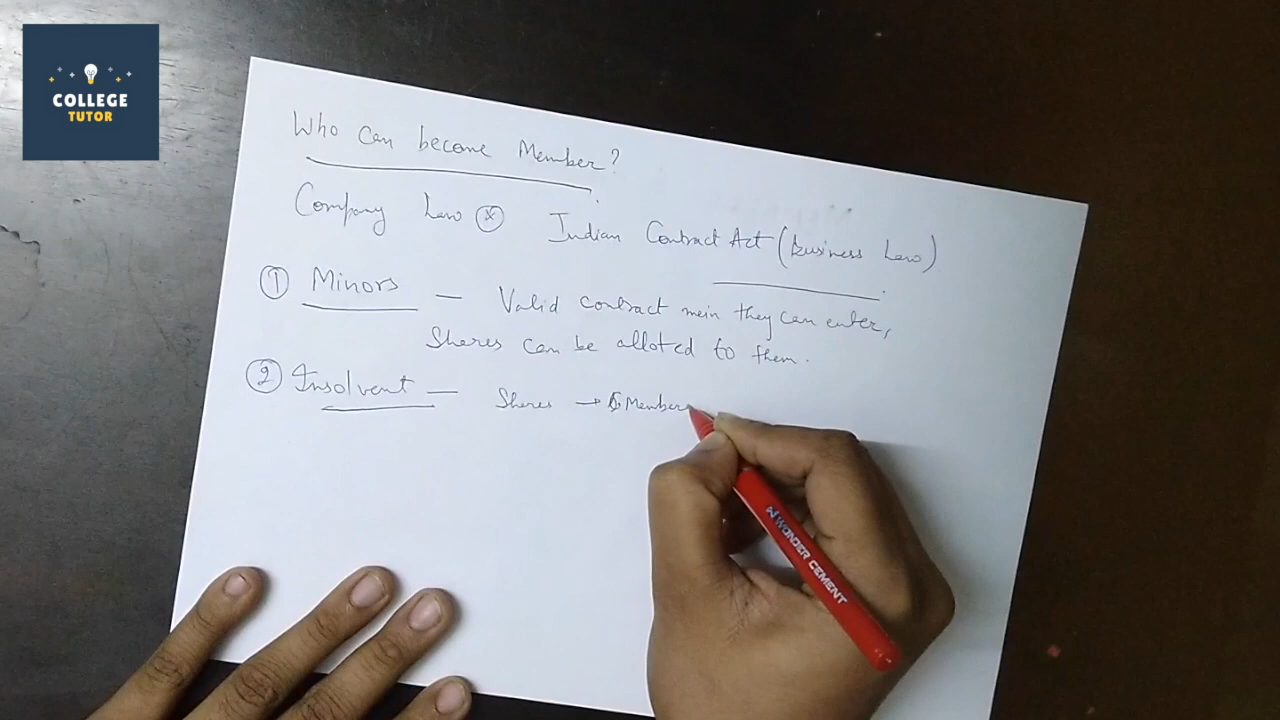 COLLEGE
TUTOR
Who Can become Member?
Company Law ⓧ Indian Contract Act (business Law)
① Minors — Valid contract mein they can enter,
Shares can be alloted to them.
② Insolvent — Shares → Member
WONDER CEMENT